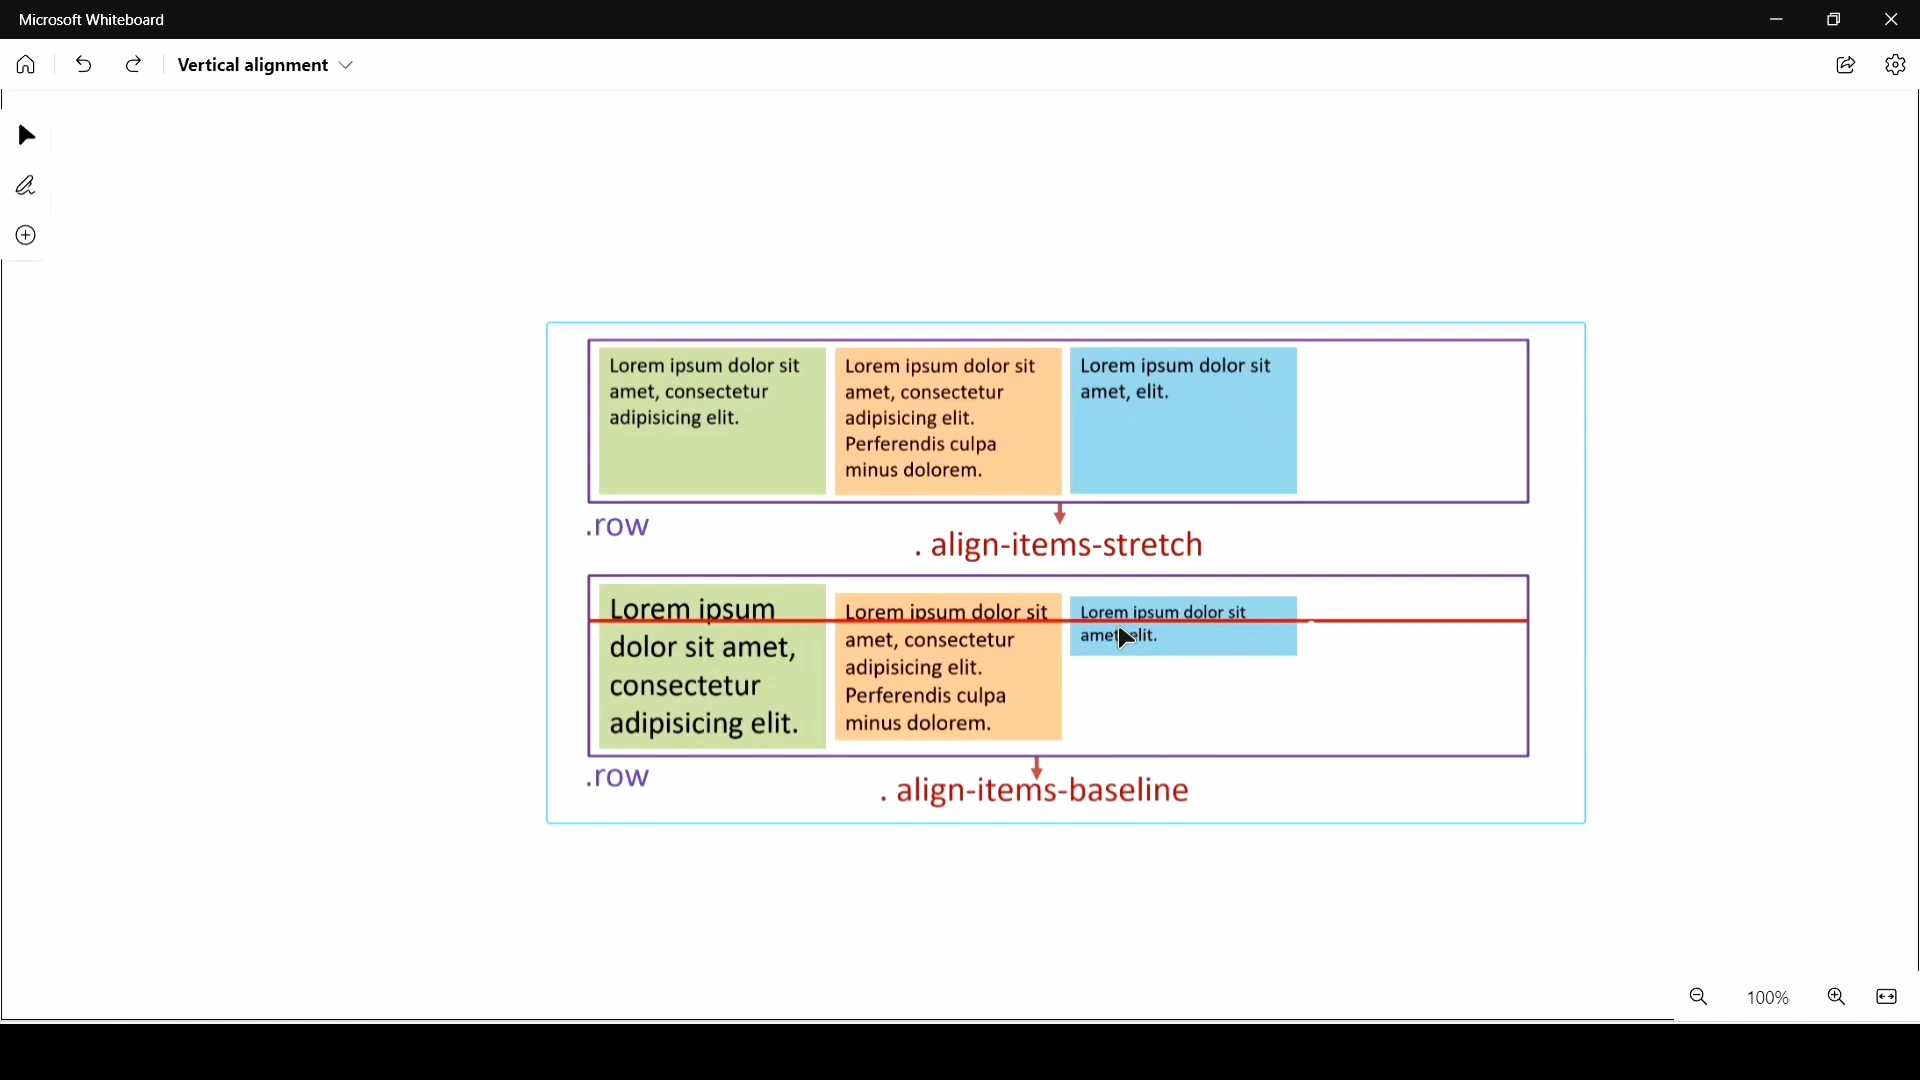 Microsoft Whiteboard
Vertical alignment
Lorem ipsum dolor sit
amet, consectetur
adipisicing elit.
Lorem ipsum dolor sit
amet, consectetur
adipisicing elit.
Perferendis culpa
minus dolorem.
Lorem ipsum dolor sit
amet, elit.
.row
. align-items-stretch
Lorem ipsum
dolor sit amet,
consectetur
adipisicing elit.
Lorem ipsum dolor sit
amet, consectetur
adipisicing elit.
Perferendis culpa
minus dolorem.
Lorem ipsum dolor sit
amet, elit.
.row
. align-items-baseline
100%